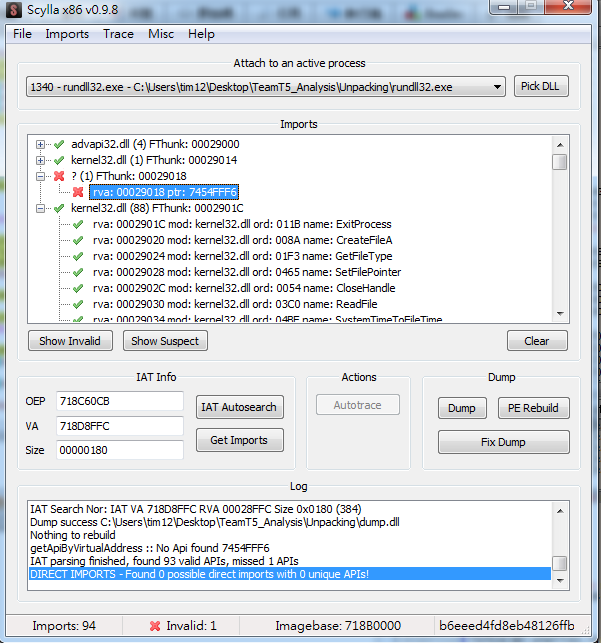 Scylla x86 v0.9.8
File Imports Trace Misc Help
Attach to an active process
1340 - rundll32.exe - C:\Users\tim12\Desktop\TeamT5_Analysis\Unpacking\rundll32.exe
Pick DLL
Imports
advapi32.dll (4) FThunk: 00029000
kernel32.dll (1) FThunk: 00029014
? (1) FThunk: 00029018
rva: 00029018 ptr: 7454FFF6
kernel32.dll (88) FThunk: 0002901C
rva: 0002901C mod: kernel32.dll ord: 011B name: ExitProcess
rva: 00029020 mod: kernel32.dll ord: 008A name: CreateFileA
rva: 00029024 mod: kernel32.dll ord: 01F3 name: GetFileType
rva: 00029028 mod: kernel32.dll ord: 0465 name: SetFilePointer
rva: 0002902C mod: kernel32.dll ord: 0054 name: CloseHandle
rva: 00029030 mod: kernel32.dll ord: 03C0 name: ReadFile
rva: 00029034 mod: kernel32.dll ord: 04BE name: SystemTimeToFileTime
Show Invalid Show Suspect Clear
IAT Info Actions Dump
OEP 718C60CB IAT Autosearch Autotrace Dump PE Rebuild
VA 718D8FFC
Size 00000180 Get Imports Fix Dump
Log
IAT Search Nor: IAT VA 718D8FFC RVA 00028FFC Size 0x0180 (384)
Dump success C:\Users\tim12\Desktop\TeamT5_Analysis\Unpacking\dump.dll
Nothing to rebuild
getApiByVirtualAddress :: No Api found 7454FFF6
IAT parsing finished, found 93 valid APIs, missed 1 APIs
DIRECT IMPORTS - Found 0 possible direct imports with 0 unique APIs!
Imports: 94 Invalid: 1 Imagebase: 718B0000 b6eeed4fd8eb48126ffb